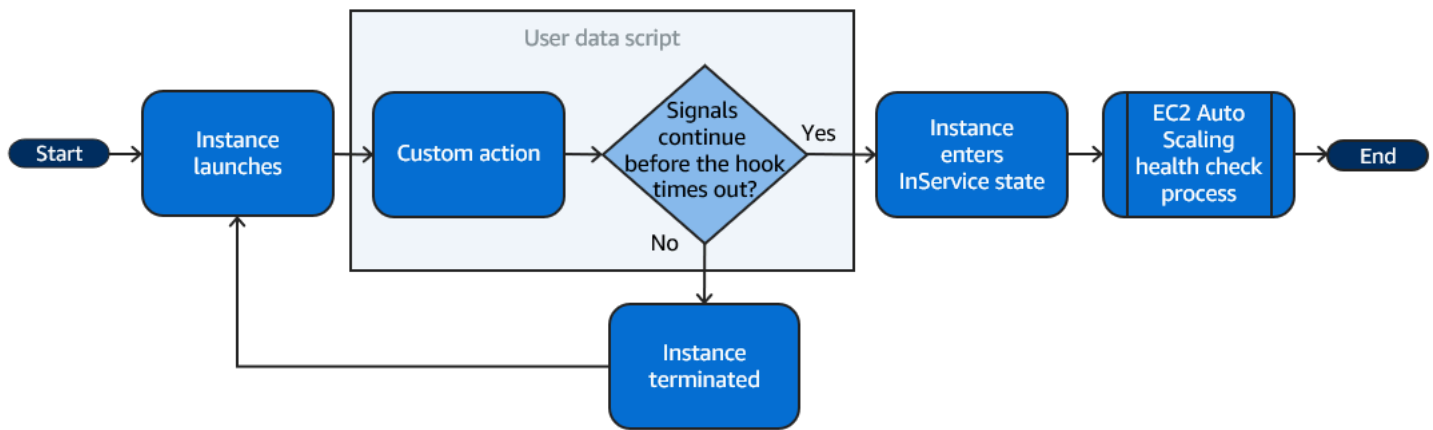 User data script
Start
Instance
launches
Custom action
Signals
continue
before the hook
times out?
Yes
No
Instance
enters
InService state
EC2 Auto
Scaling
health check
process
End
Instance
terminated